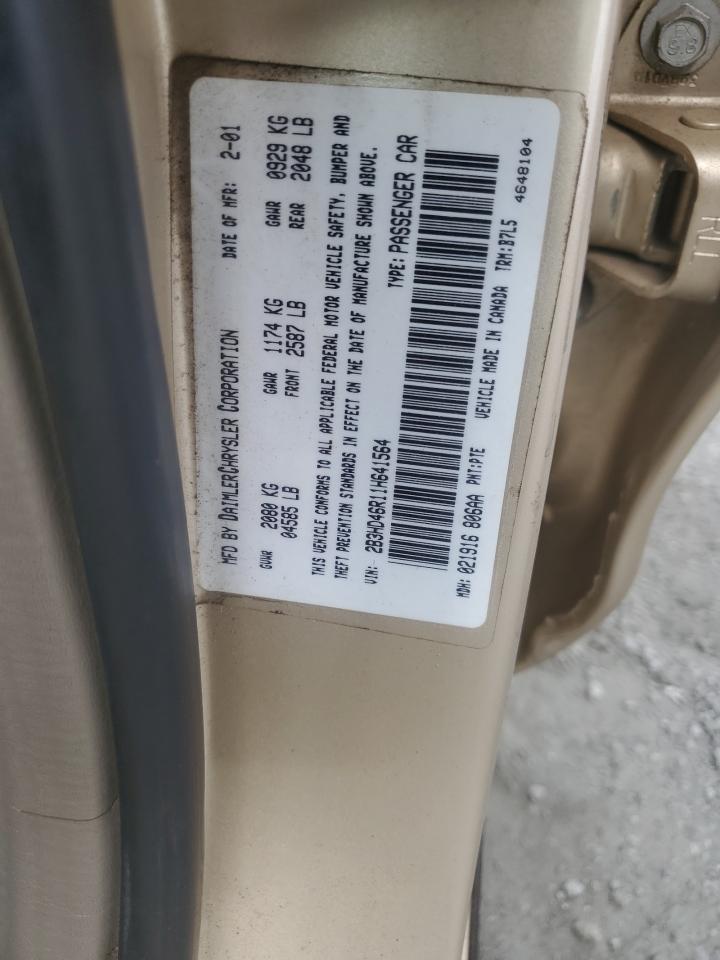 MFD BY DAIMLERCHRYSLER CORPORATION DATE OF MFR: 2-01
GVWR 2080 KG GAWR 1174 KG GAWR 0929 KG
04585 LB FRONT 2587 LB REAR 2048 LB
THIS VEHICLE CONFORMS TO ALL APPLICABLE FEDERAL MOTOR VEHICLE SAFETY, BUMPER AND
THEFT PREVENTION STANDARDS IN EFFECT ON THE DATE OF MANUFACTURE SHOWN ABOVE.
VIN: 2B3HD46R11H641564 TYPE: PASSENGER CAR
MDH: 021916 806AA PNT:PTE VEHICLE MADE IN CANADA TRM:B7L5
4648104
8.8